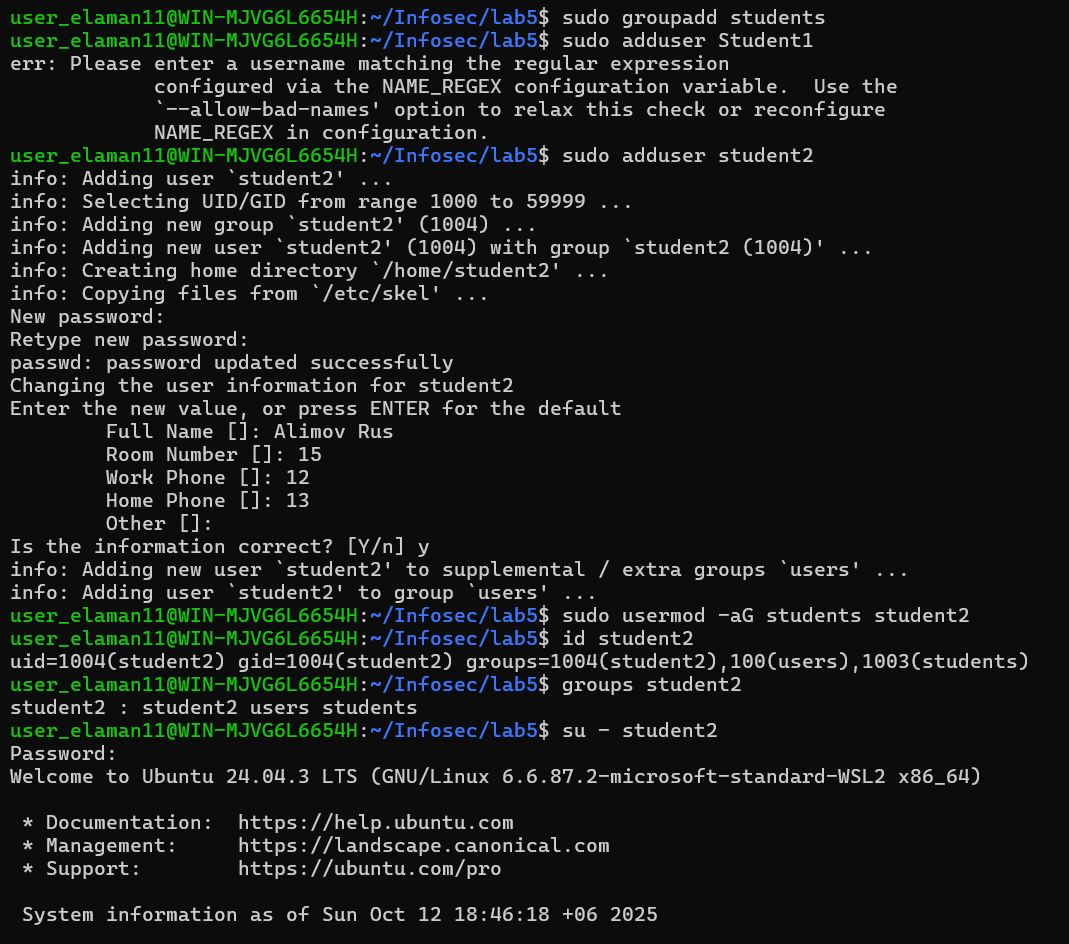 user_elaman11@WIN-MJVG6L6654H:~/Infosec/lab5$ sudo groupadd students
user_elaman11@WIN-MJVG6L6654H:~/Infosec/lab5$ sudo adduser Student1
err: Please enter a username matching the regular expression
            configured via the NAME_REGEX configuration variable.  Use the
            `--allow-bad-names' option to relax this check or reconfigure
            NAME_REGEX in configuration.
user_elaman11@WIN-MJVG6L6654H:~/Infosec/lab5$ sudo adduser student2
info: Adding user `student2' ...
info: Selecting UID/GID from range 1000 to 59999 ...
info: Adding new group `student2' (1004) ...
info: Adding new user `student2' (1004) with group `student2 (1004)' ...
info: Creating home directory `/home/student2' ...
info: Copying files from `/etc/skel' ...
New password:
Retype new password:
passwd: password updated successfully
Changing the user information for student2
Enter the new value, or press ENTER for the default
        Full Name []: Alimov Rus
        Room Number []: 15
        Work Phone []: 12
        Home Phone []: 13
        Other []:
Is the information correct? [Y/n] y
info: Adding new user `student2' to supplemental / extra groups `users' ...
info: Adding user `student2' to group `users' ...
user_elaman11@WIN-MJVG6L6654H:~/Infosec/lab5$ sudo usermod -aG students student2
user_elaman11@WIN-MJVG6L6654H:~/Infosec/lab5$ id student2
uid=1004(student2) gid=1004(student2) groups=1004(student2),100(users),1003(students)
user_elaman11@WIN-MJVG6L6654H:~/Infosec/lab5$ groups student2
student2 : student2 users students
user_elaman11@WIN-MJVG6L6654H:~/Infosec/lab5$ su - student2
Password:
Welcome to Ubuntu 24.04.3 LTS (GNU/Linux 6.6.87.2-microsoft-standard-WSL2 x86_64)

 * Documentation:  https://help.ubuntu.com
 * Management:     https://landscape.canonical.com
 * Support:        https://ubuntu.com/pro

 System information as of Sun Oct 12 18:46:18 +06 2025